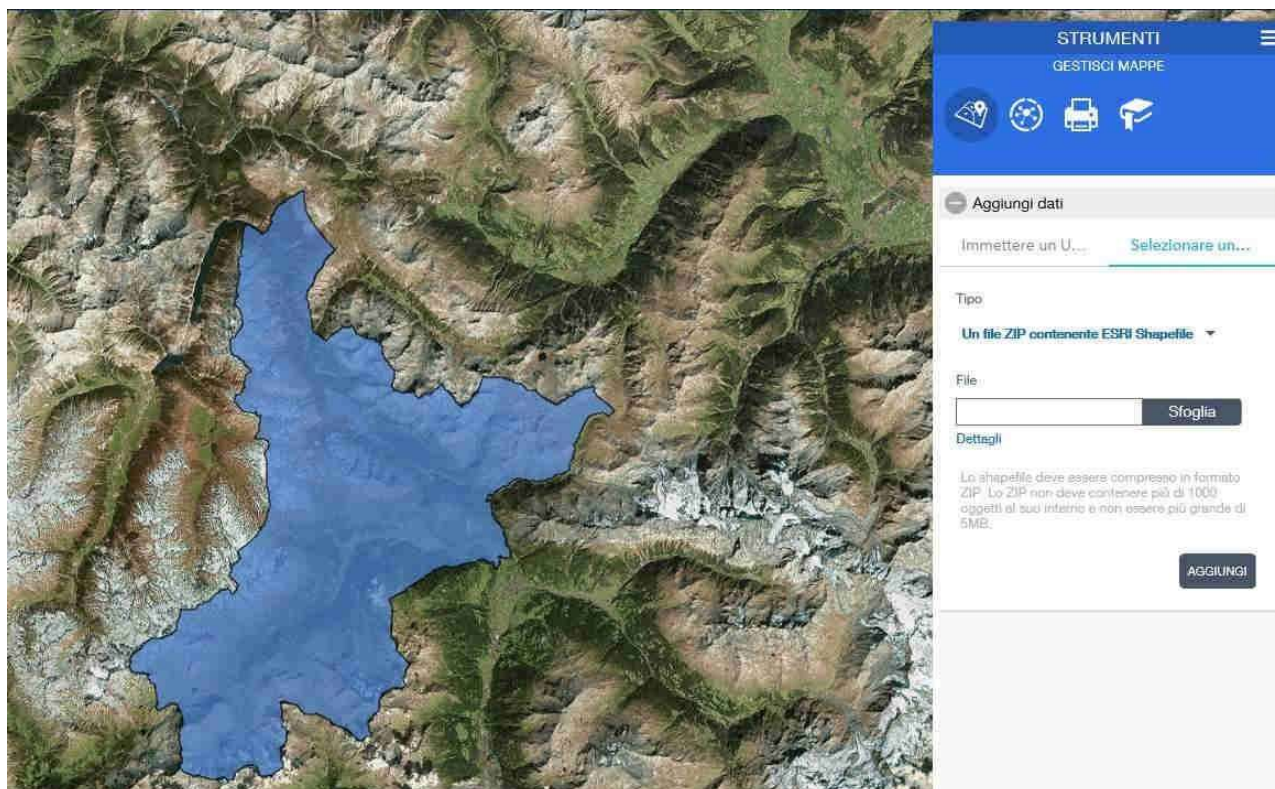 STRUMENTI
GESTISCI MAPPE
Aggiungi dati
Immettere un U...
Selezionare un...
Tipo
Un file ZIP contenente ESRI Shapefile
File
Sfoglia
Dettagli
Lo shapefile deve essere compresso in formato
ZIP. Lo ZIP non deve contenere più di 1000
oggetti al suo interno e non essere più grande di
5MB.
AGGIUNGI